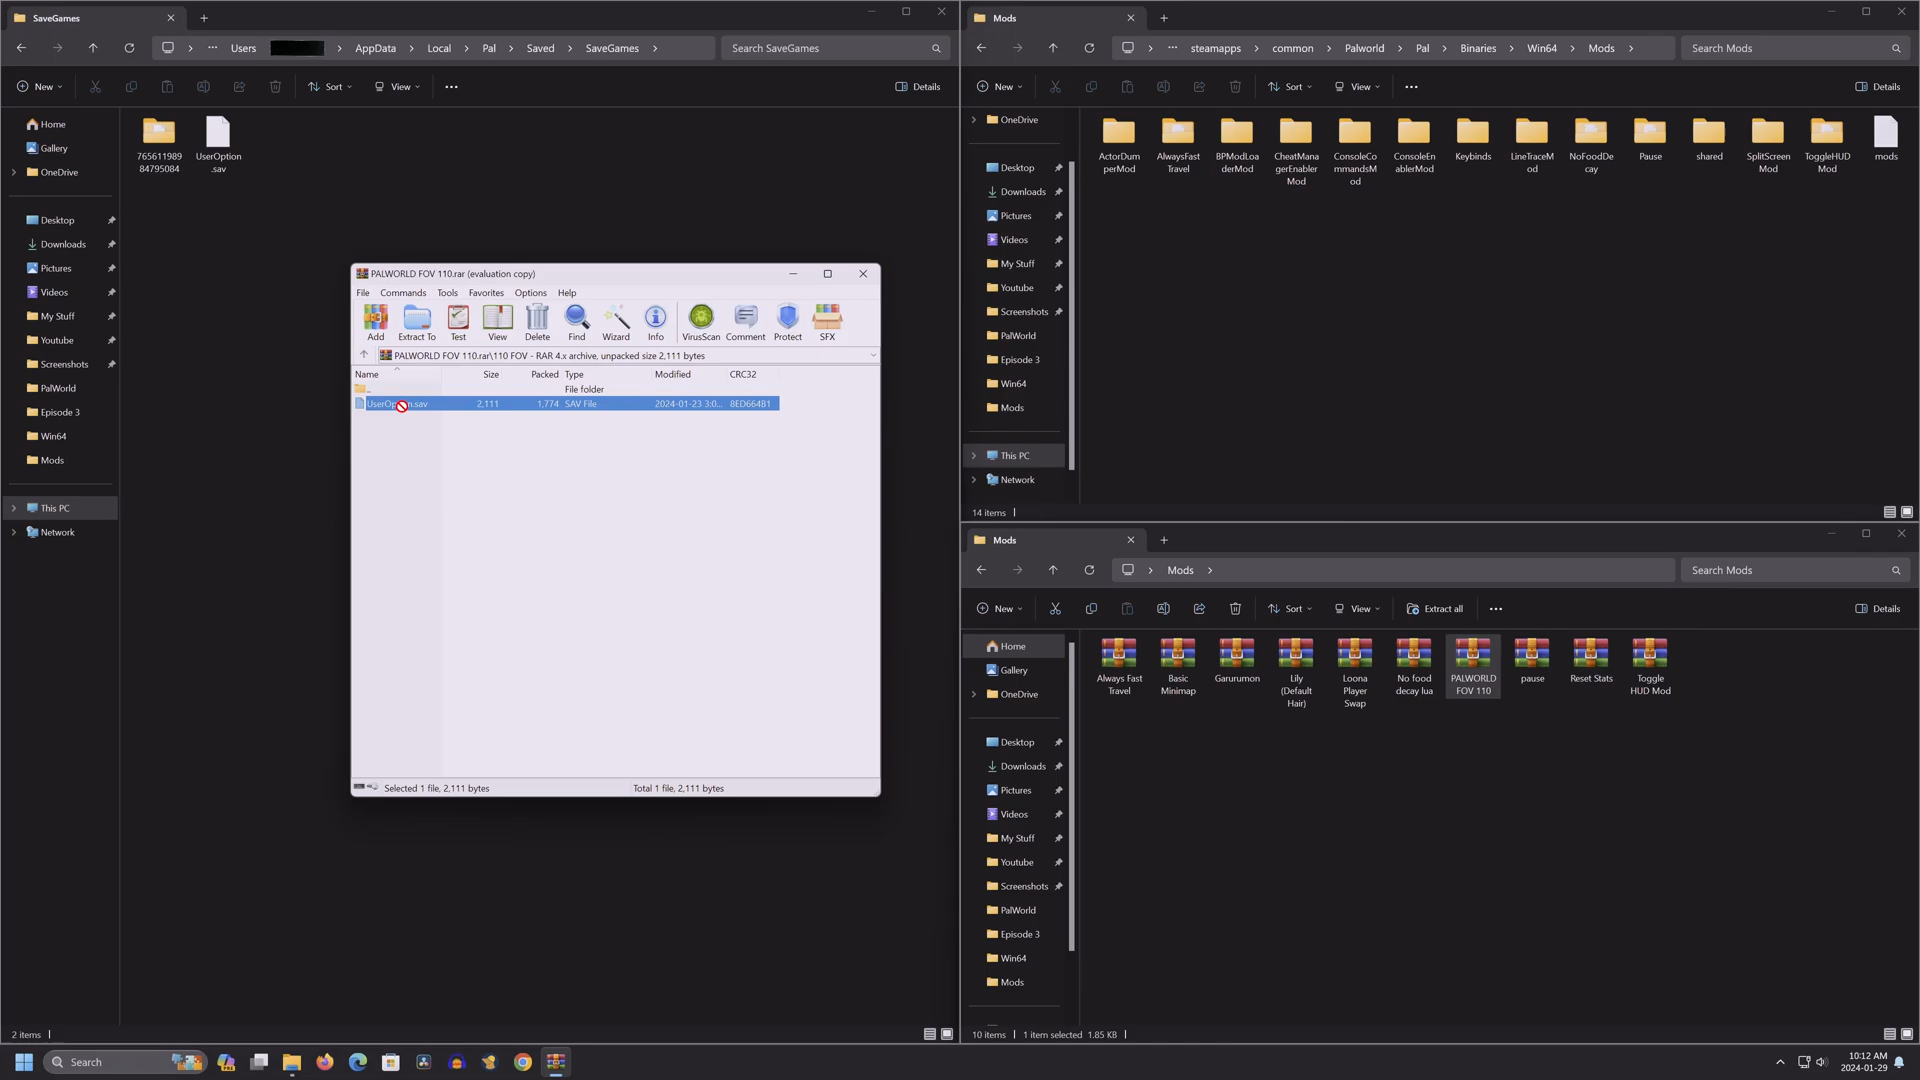 SaveGames
Users
AppData
Local
Pal
Saved
SaveGames
Search SaveGames
New
Sort
View
Details
Home
Gallery
OneDrive
Desktop
Downloads
Pictures
Videos
My Stuff
Youtube
Screenshots
PalWorld
Episode 3
Win64
Mods
This PC
Network
765611989
84795084
UserOption
.sav
2 items
PALWORLD FOV 110.rar (evaluation copy)
File
Commands
Tools
Favorites
Options
Help
Add
Extract To
Test
View
Delete
Find
Wizard
Info
VirusScan
Comment
Protect
SFX
PALWORLD FOV 110.rar\110 FOV - RAR 4.x archive, unpacked size 2,111 bytes
Name
Size
Packed
Type
Modified
CRC32
..
File folder
2,111
1,774
SAV File
2024-01-23 3:0...
8ED664B1
Selected 1 file, 2,111 bytes
Total 1 file, 2,111 bytes
Mods
steamapps
common
Palworld
Pal
Binaries
Win64
Mods
Search Mods
New
Sort
View
Details
OneDrive
Desktop
Downloads
Pictures
Videos
My Stuff
Youtube
Screenshots
PalWorld
Episode 3
Win64
Mods
This PC
Network
ActorDum
perMod
AlwaysFast
Travel
BPModLoa
derMod
CheatMana
gerEnabler
Mod
ConsoleCo
mmandsM
od
ConsoleEn
ablerMod
Keybinds
LineTraceM
od
NoFoodDe
cay
Pause
shared
SplitScreen
Mod
ToggleHUD
Mod
mods
14 items
Mods
Mods
Search Mods
New
Sort
View
Extract all
Details
Home
Gallery
OneDrive
Desktop
Downloads
Pictures
Videos
My Stuff
Youtube
Screenshots
PalWorld
Episode 3
Win64
Mods
Always Fast
Travel
Basic
Minimap
Garurumon
Lily
(Default
Hair)
Loona
Player
Swap
No food
decay lua
PALWORLD
FOV 110
pause
Reset Stats
Toggle
HUD Mod
10 items
1 item selected 1.85 KB
Search
PRE
10:12 AM
2024-01-29